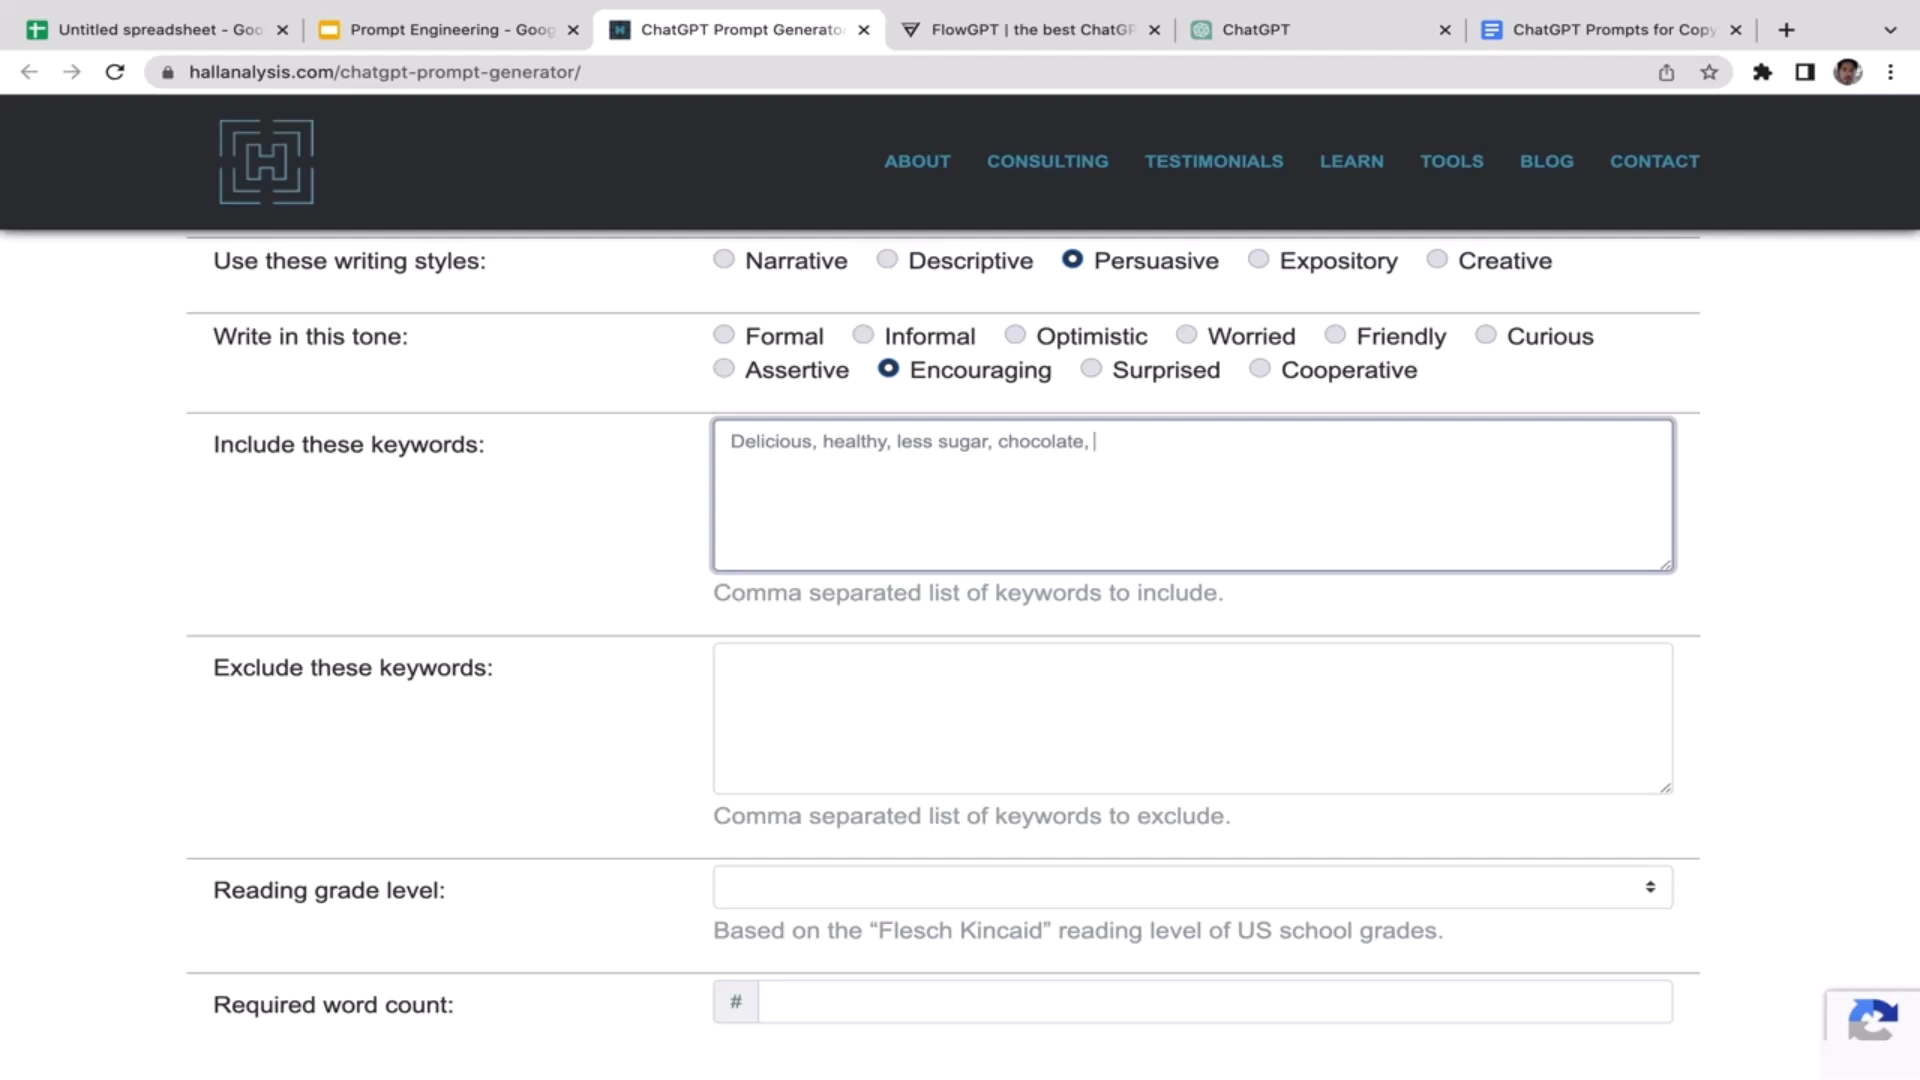 Untitled spreadsheet - Goo
Prompt Engineering - Goog
ChatGPT Prompt Generato
FlowGPT | the best ChatGP
ChatGPT
ChatGPT Prompts for Copy
hallanalysis.com/chatgpt-prompt-generator/
H
ABOUT CONSULTING TESTIMONIALS LEARN TOOLS BLOG CONTACT
Use these writing styles: Narrative Descriptive Persuasive Expository Creative
Write in this tone: Formal Informal Optimistic Worried Friendly Curious
Assertive Encouraging Surprised Cooperative
Include these keywords: Delicious, healthy, less sugar, chocolate,
Comma separated list of keywords to include.
Exclude these keywords:
Comma separated list of keywords to exclude.
Reading grade level:
Based on the “Flesch Kincaid” reading level of US school grades.
Required word count: #